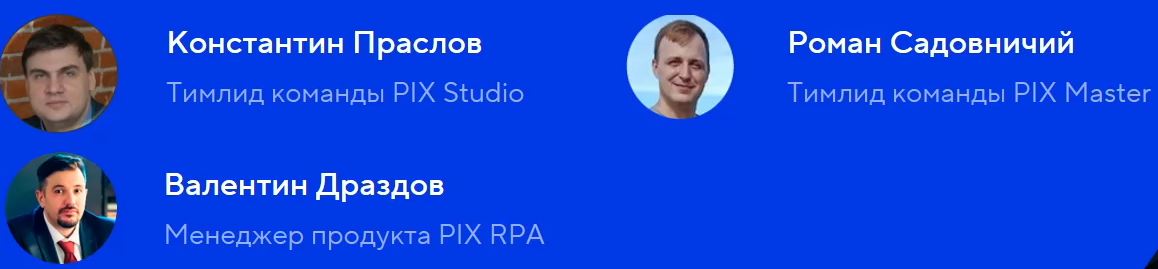 Константин Праслов
Тимлид команды PIX Studio
Роман Садовничий
Тимлид команды PIX Master
Валентин Драздов
Менеджер продукта PIX RPA